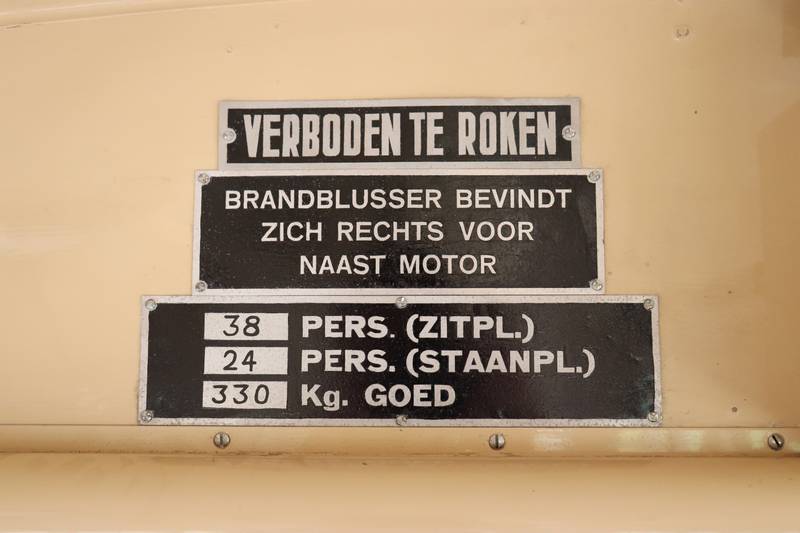 VERBODEN TE ROKEN
BRANDBLUSSER BEVINDT
ZICH RECHTS VOOR
NAAST MOTOR
38 PERS. (ZITPL.)
24 PERS. (STAANPL.)
330 Kg. GOED